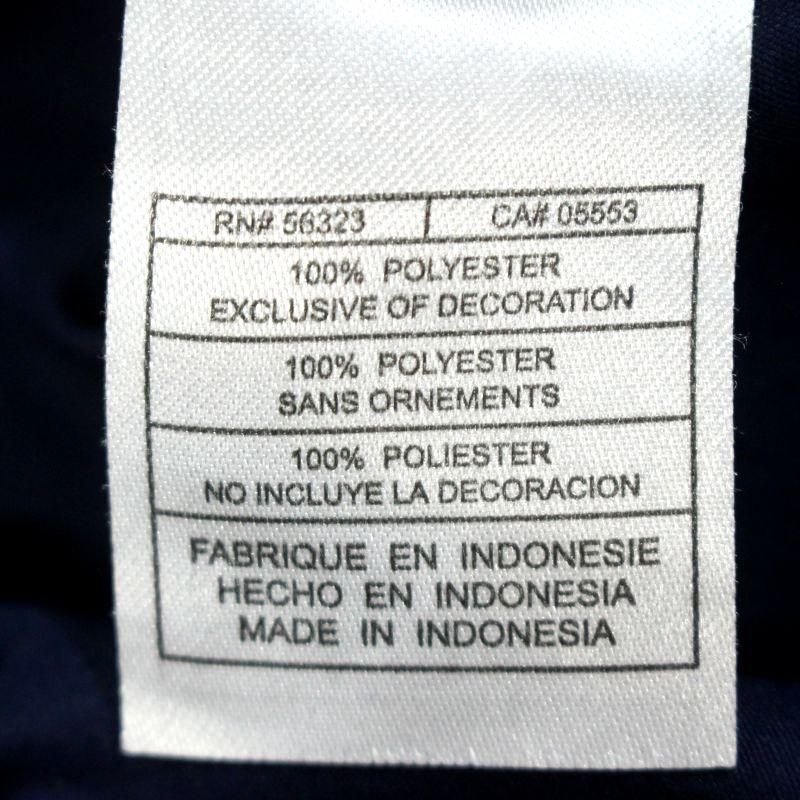 RN# 56323 CA# 05553
100% POLYESTER
EXCLUSIVE OF DECORATION
100% POLYESTER
SANS ORNEMENTS
100% POLIESTER
NO INCLUYE LA DECORACION
FABRIQUE EN INDONESIE
HECHO EN INDONESIA
MADE IN INDONESIA